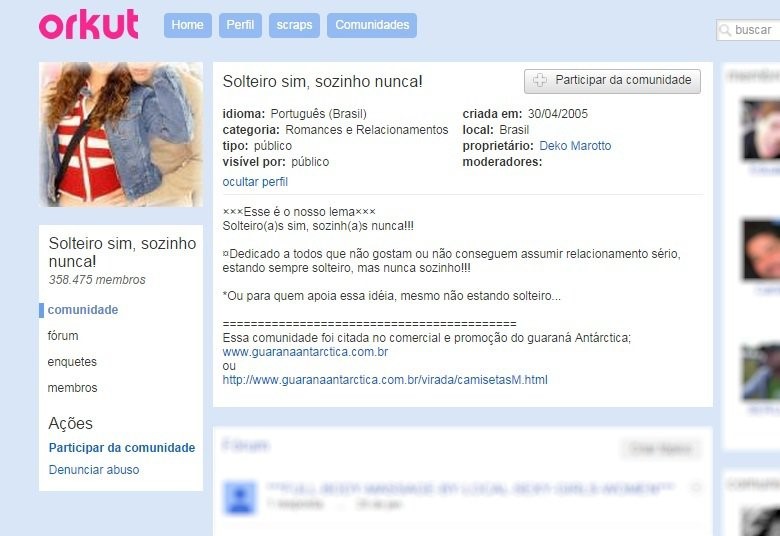 orkut
Home
Perfil
scraps
Comunidades
buscar
Solteiro sim, sozinho nunca!
Participar da comunidade
idioma: Português (Brasil)
categoria: Romances e Relacionamentos
tipo: público
visível por: público
criada em: 30/04/2005
local: Brasil
proprietário: Deko Marotto
moderadores:
ocultar perfil
×××Esse é o nosso lema×××
Solteiro(a)s sim, sozinh(a)s nunca!!!
¤Dedicado a todos que não gostam ou não conseguem assumir relacionamento sério,
estando sempre solteiro, mas nunca sozinho!!!
*Ou para quem apoia essa idéia, mesmo não estando solteiro...
==========================================
Essa comunidade foi citada no comercial e promoção do guaraná Antárctica;
www.guaranaantarctica.com.br
ou
http://www.guaranaantarctica.com.br/virada/camisetasM.html
Solteiro sim, sozinho
nunca!
358.475 membros
comunidade
fórum
enquetes
membros
Ações
Participar da comunidade
Denunciar abuso
Fórum